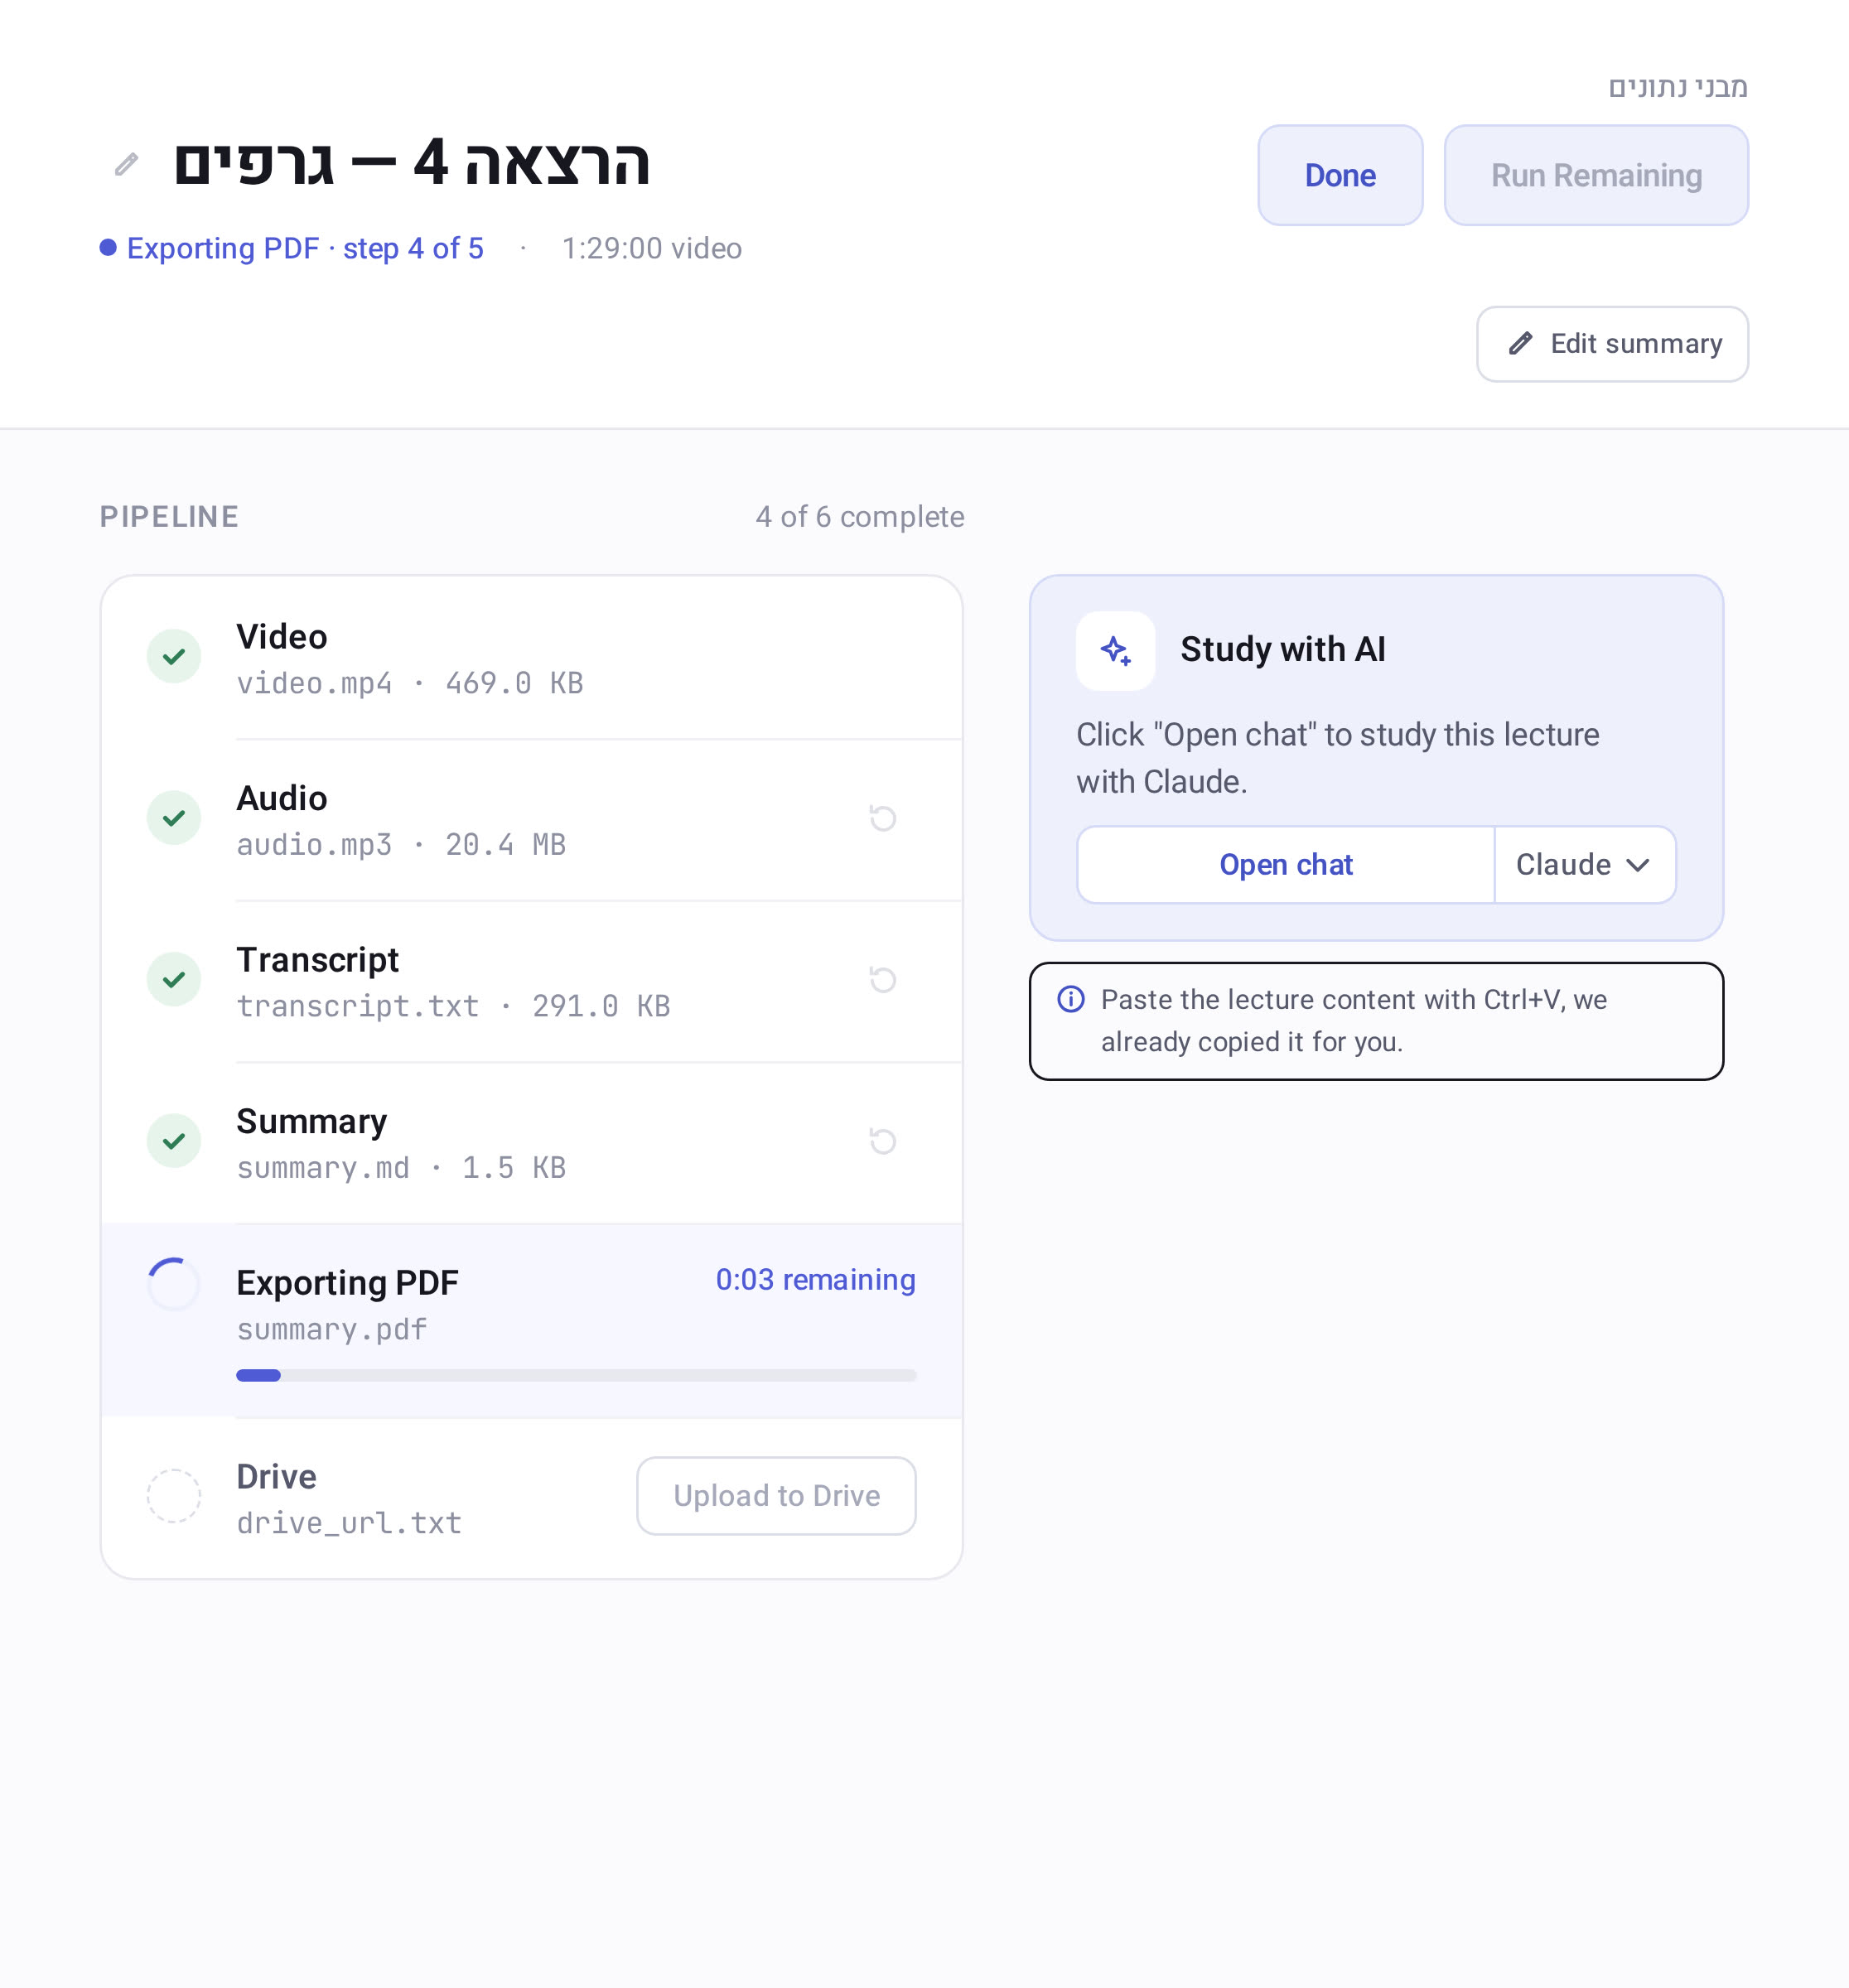 מבני נתונים
הרצאה 4 — גרפים
Done
Run Remaining
Exporting PDF · step 4 of 5 · 1:29:00 video
Edit summary
PIPELINE
4 of 6 complete
Video
video.mp4 · 469.0 KB
Audio
audio.mp3 · 20.4 MB
Transcript
transcript.txt · 291.0 KB
Summary
summary.md · 1.5 KB
Exporting PDF
0:03 remaining
summary.pdf
Drive
drive_url.txt
Upload to Drive
Study with AI
Click "Open chat" to study this lecture
with Claude.
Open chat
Claude
Paste the lecture content with Ctrl+V, we
already copied it for you.